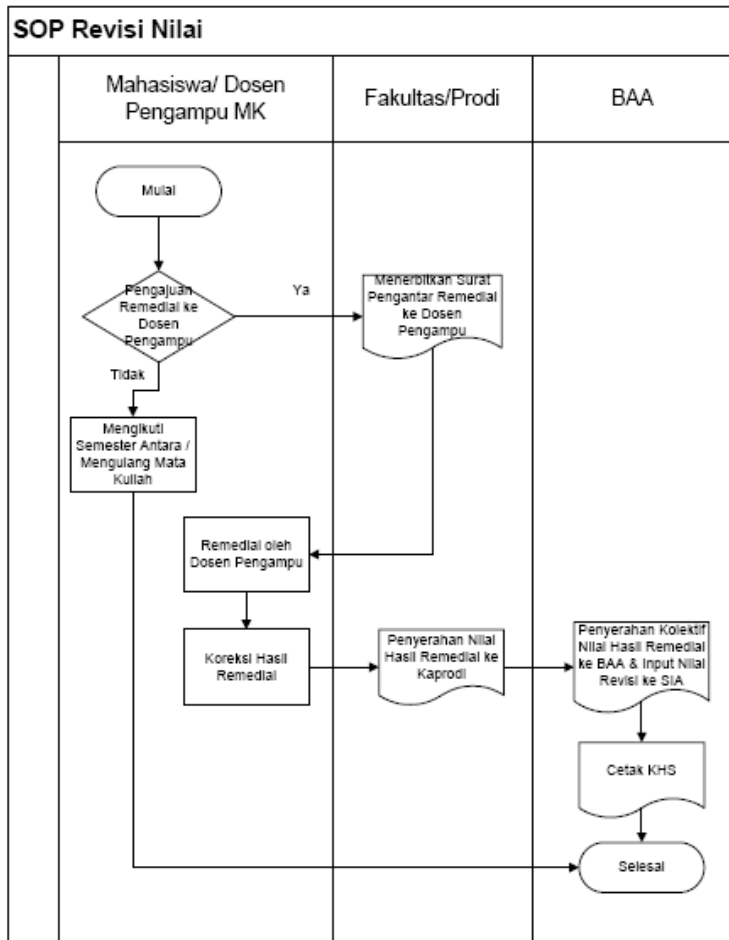 SOP Revisi Nilai
Mahasiswa/ Dosen
Pengampu MK
Fakultas/Prodi
BAA
Mulai
Pengajuan
Remedial ke
Dosen
Pengampu
Ya
Menerbitkan Surat
Pengantar Remedial
ke Dosen
Pengampu
Tidak
Mengikuti
Semester Antara /
Mengulang Mata
Kuliah
Remedial oleh
Dosen Pengampu
Koreksi Hasil
Remedial
Penyerahan Nilai
Hasil Remedial ke
Kaprodi
Penyerahan Kolektif
Nilai Hasil Remedial
ke BAA & Input Nilai
Revisi ke SIA
Cetak KHS
Selesai